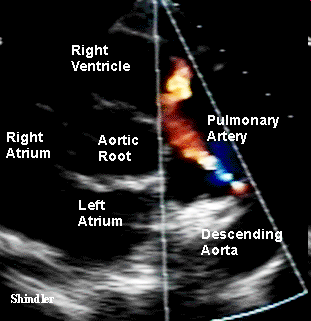 Right
Ventricle
Pulmonary
Artery
Right
Atrium
Aortic
Root
Left
Atrium
Descending
Aorta
Shindler